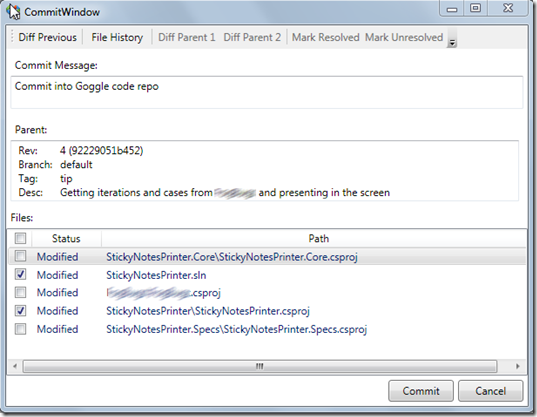 CommitWindow
Diff Previous File History Diff Parent 1 Diff Parent 2 Mark Resolved Mark Unresolved
Commit Message:
Commit into Goggle code repo
Parent:
Rev: 4 (92229051b452)
Branch: default
Tag: tip
Desc: Getting iterations and cases from and presenting in the screen
Files:
Status Path
Modified StickyNotesPrinter.Core\StickyNotesPrinter.Core.csproj
Modified StickyNotesPrinter.sln
Modified .csproj
Modified StickyNotesPrinter\StickyNotesPrinter.csproj
Modified StickyNotesPrinter.Specs\StickyNotesPrinter.Specs.csproj
Commit Cancel